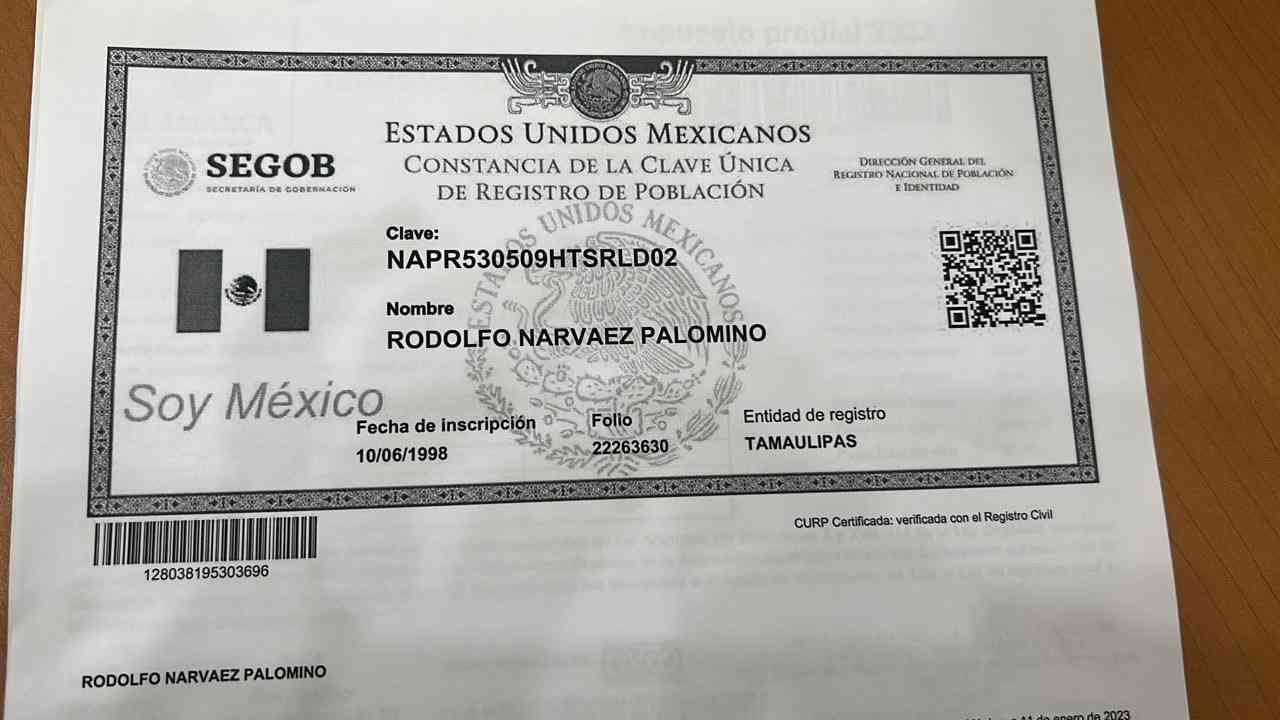 ESTADOS UNIDOS MEXICANOS
CONSTANCIA DE LA CLAVE ÚNICA
DE REGISTRO DE POBLACIÓN
SEGOB
SECRETARÍA DE GOBERNACIÓN
DIRECCIÓN GENERAL DEL
REGISTRO NACIONAL DE POBLACIÓN
E IDENTIDAD
Clave:
NAPR530509HTSRLD02
Nombre
RODOLFO NARVAEZ PALOMINO
ESTADOS UNIDOS MEXICANOS
Soy México
Fecha de inscripción
10/06/1998
Folio
22263630
Entidad de registro
TAMAULIPAS
CURP Certificada: verificada con el Registro Civil
128038195303696
RODOLFO NARVAEZ PALOMINO
a 11 de enero de 2023